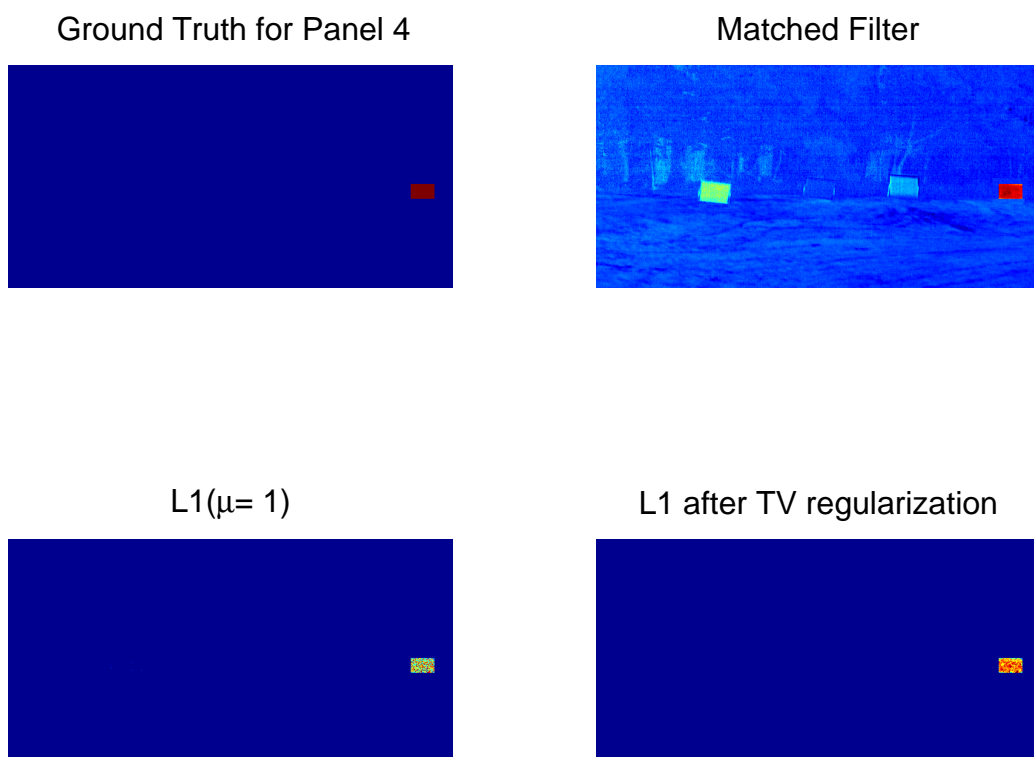 Ground Truth for Panel 4
Matched Filter
L1(μ= 1)
L1 after TV regularization